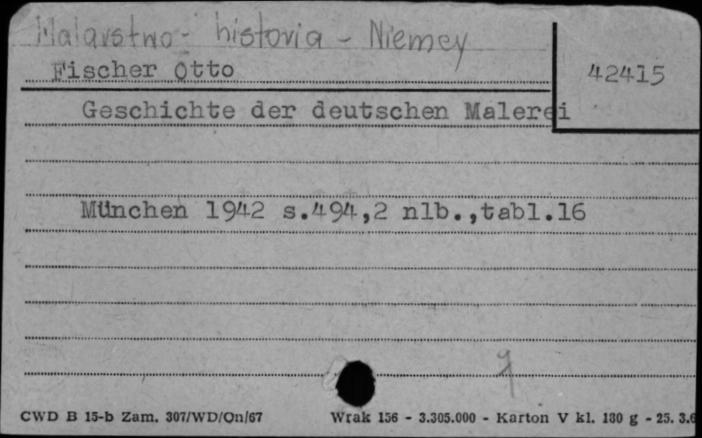 Malarstwo - historia - Niemcy
Fischer Otto
42415
Geschichte der deutschen Malerei
München 1942 s.494,2 nlb.,tabl.16
CWD B 15-b Zam. 307/WD/On/67
Wrak 156 - 3.305.000 - Karton V kl. 180 g - 25. 3.6